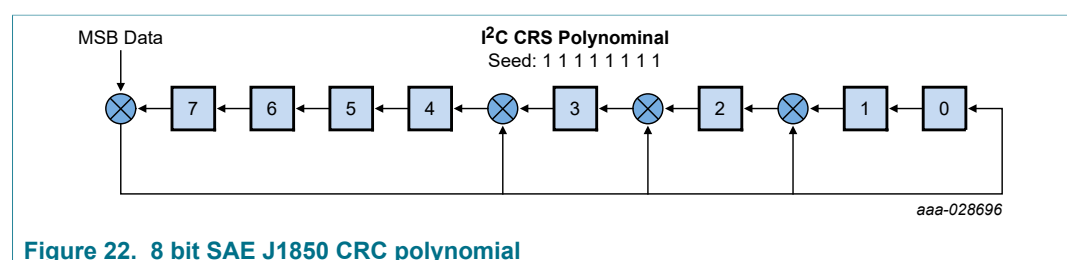 MSB Data
I²C CRS Polynominal
Seed: 1 1 1 1 1 1 1 1
7 6 5 4 3 2 1 0
aaa-028696
Figure 22. 8 bit SAE J1850 CRC polynomial